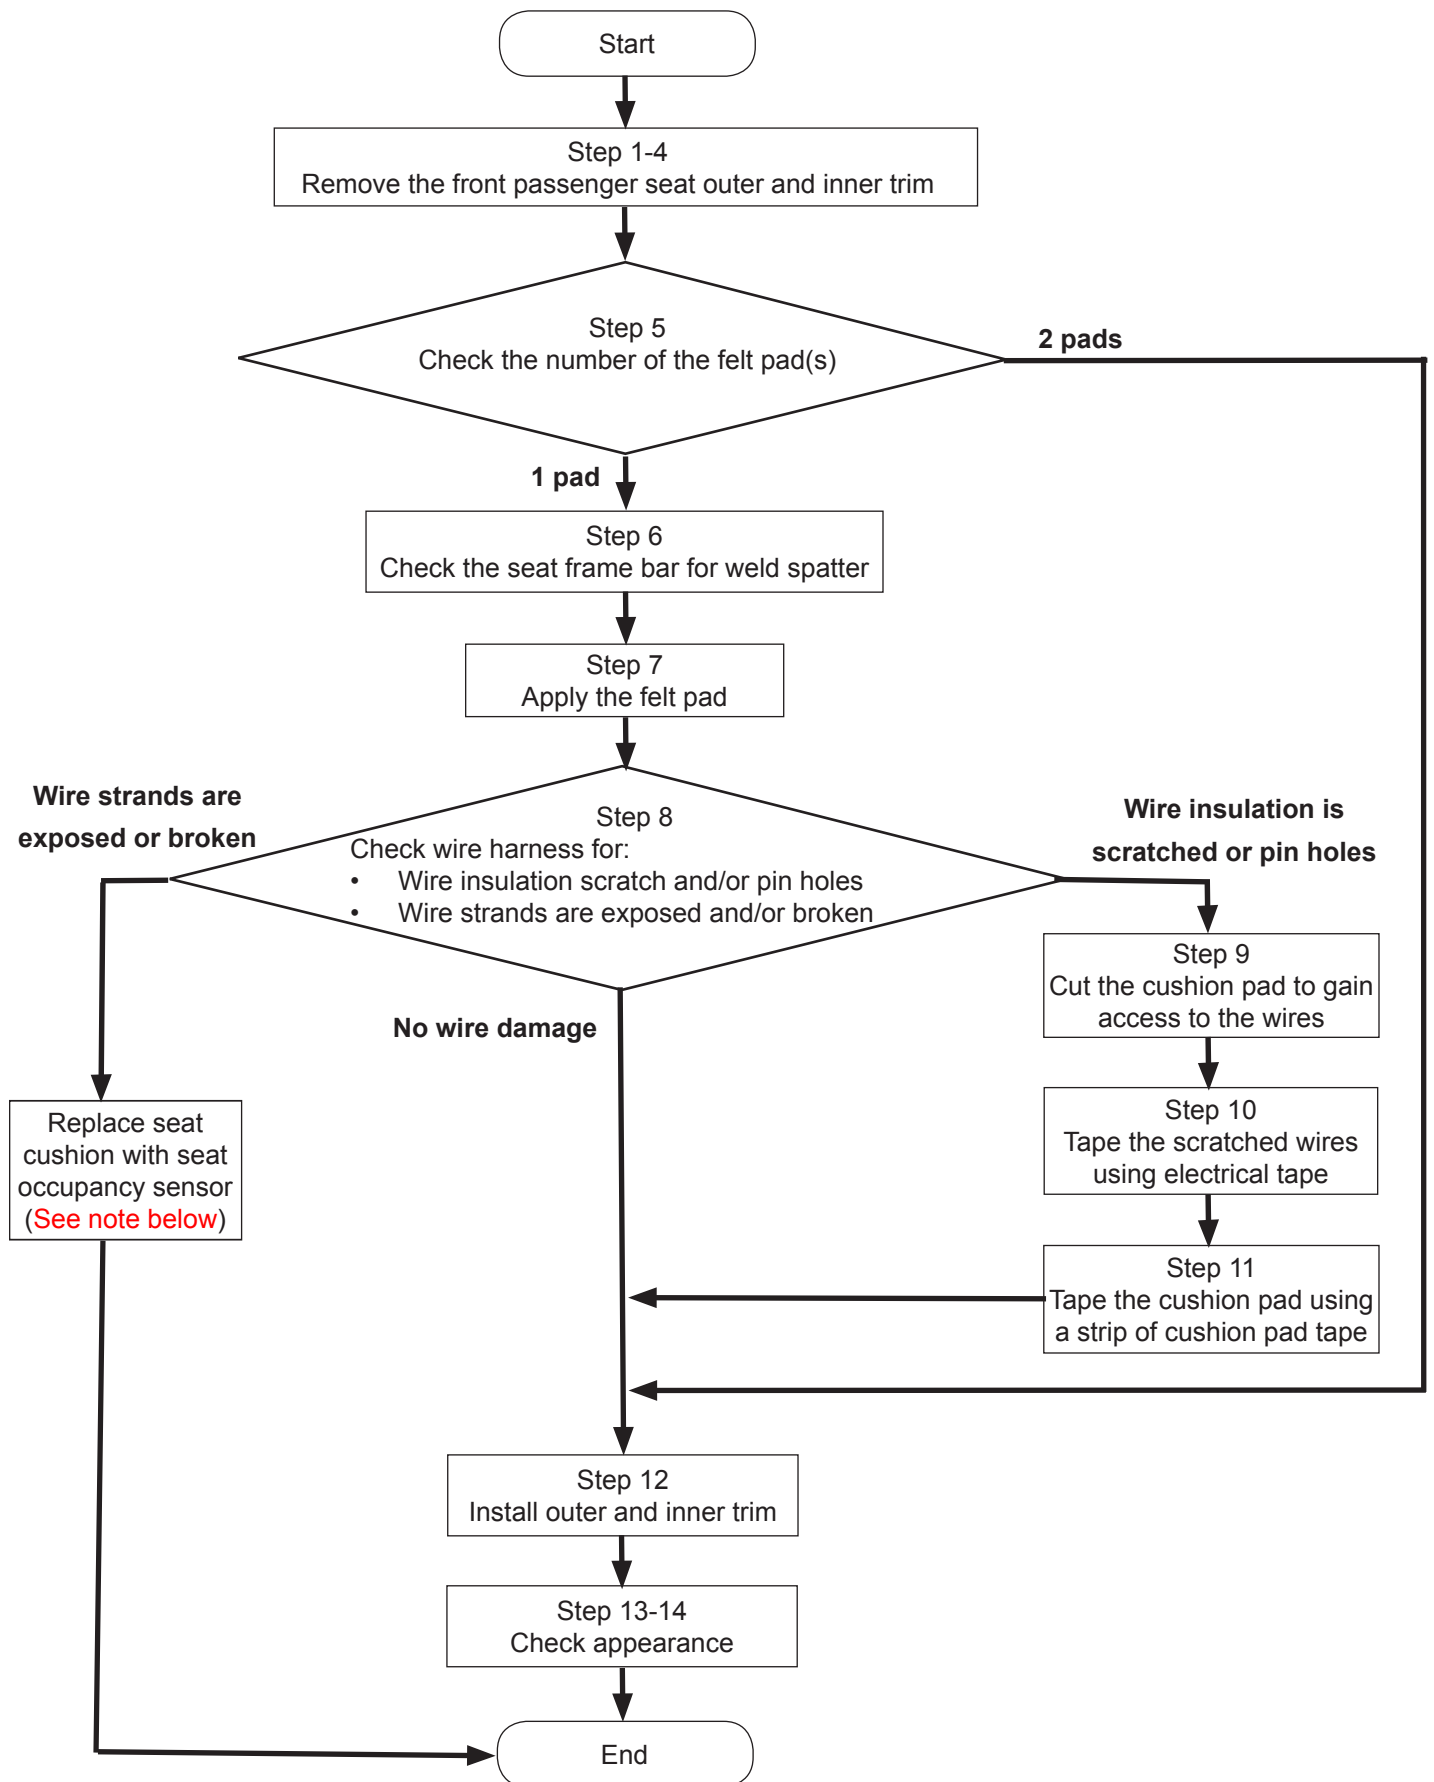 Start
Step 1-4
Remove the front passenger seat outer and inner trim
Step 5
Check the number of the felt pad(s)
2 pads
1 pad
Step 6
Check the seat frame bar for weld spatter
Step 7
Apply the felt pad
Wire strands are
exposed or broken
Step 8
Check wire harness for:
• Wire insulation scratch and/or pin holes
• Wire strands are exposed and/or broken
Wire insulation is
scratched or pin holes
No wire damage
Step 9
Cut the cushion pad to gain
access to the wires
Step 10
Tape the scratched wires
using electrical tape
Replace seat
cushion with seat
occupancy sensor
(See note below)
Step 11
Tape the cushion pad using
a strip of cushion pad tape
Step 12
Install outer and inner trim
Step 13-14
Check appearance
End